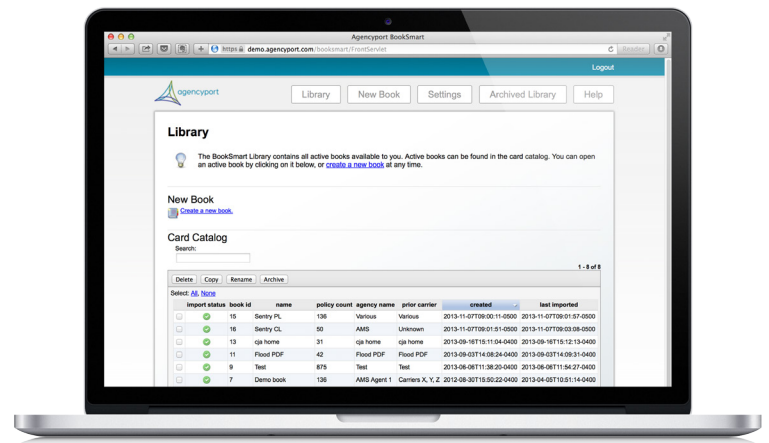 Agencyport BookSmart
https demo.agencyport.com/booksmart/FrontServlet
Reader
Logout
agencyport
Library
New Book
Settings
Archived Library
Help
Library
The BookSmart Library contains all active books available to you. Active books can be found in the card catalog. You can open
an active book by clicking on it below, or create a new book at any time.
New Book
Create a new book.
Card Catalog
Search:
1 - 8 of 8
Delete Copy Rename Archive
Select: All, None
import status book id name policy count agency name prior carrier created last imported
15 Sentry PL 136 Various Various 2013-11-07T09:00:11-0500 2013-11-07T09:01:57-0500
16 Sentry CL 50 AMS Unknown 2013-11-07T09:01:51-0500 2013-11-07T09:03:08-0500
13 cja home 31 cja home cja home 2013-09-16T15:11:04-0400 2013-09-16T15:12:13-0400
11 Flood PDF 42 Flood PDF Flood PDF 2013-09-03T14:08:24-0400 2013-09-03T14:09:31-0400
9 Test 875 Test Test 2013-06-06T11:38:20-0400 2013-06-06T11:54:27-0400
7 Demo book 136 AMS Agent 1 Carriers X, Y, Z 2012-08-30T15:50:22-0400 2013-04-05T10:51:14-0400